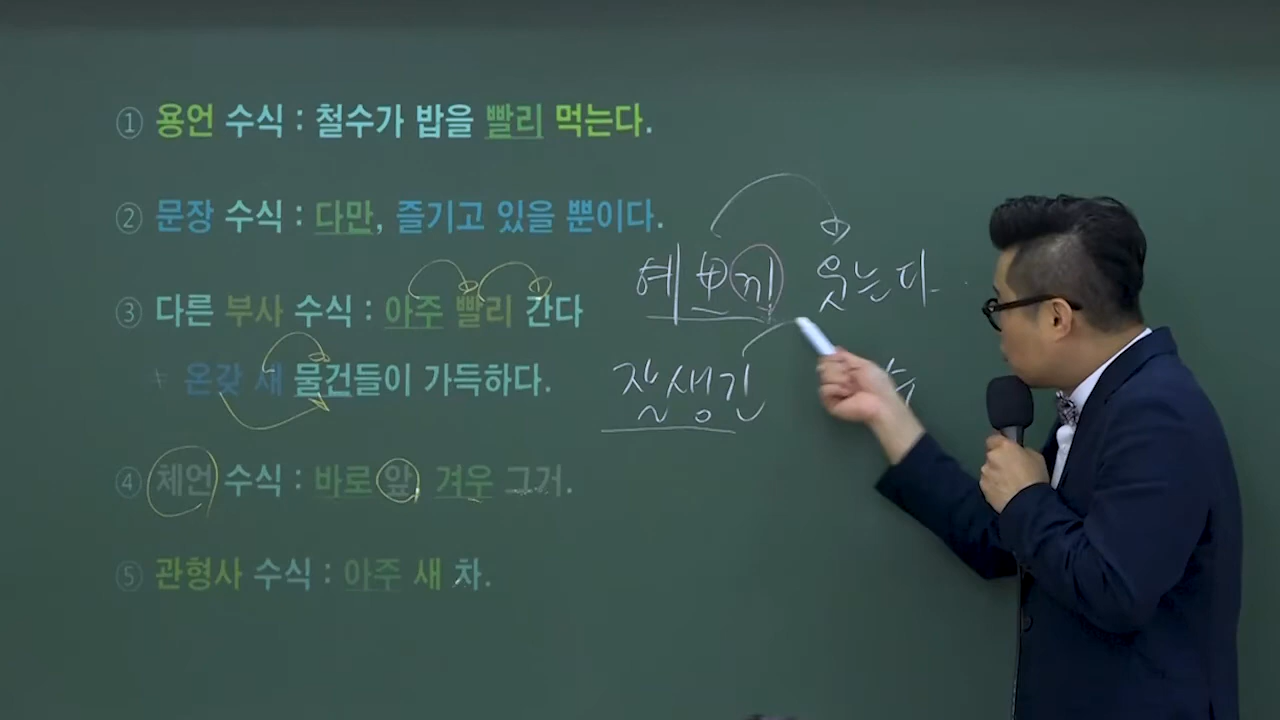 ① 용언 수식 : 철수가 밥을 빨리 먹는다.
② 문장 수식 : 다만, 즐기고 있을 뿐이다.
③ 다른 부사 수식 : 아주 빨리 간다
온갖 새 물건들이 가득하다.
④ 체언 수식 : 바로 앞 겨우 그거.
⑤ 관형사 수식 : 아주 새 차.
예쁘게 웃는다
잘생긴